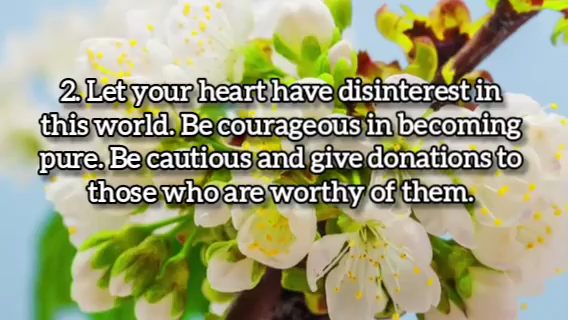 2. Let your heart have disinterest in
this world. Be courageous in becoming
pure. Be cautious and give donations to
those who are worthy of them.